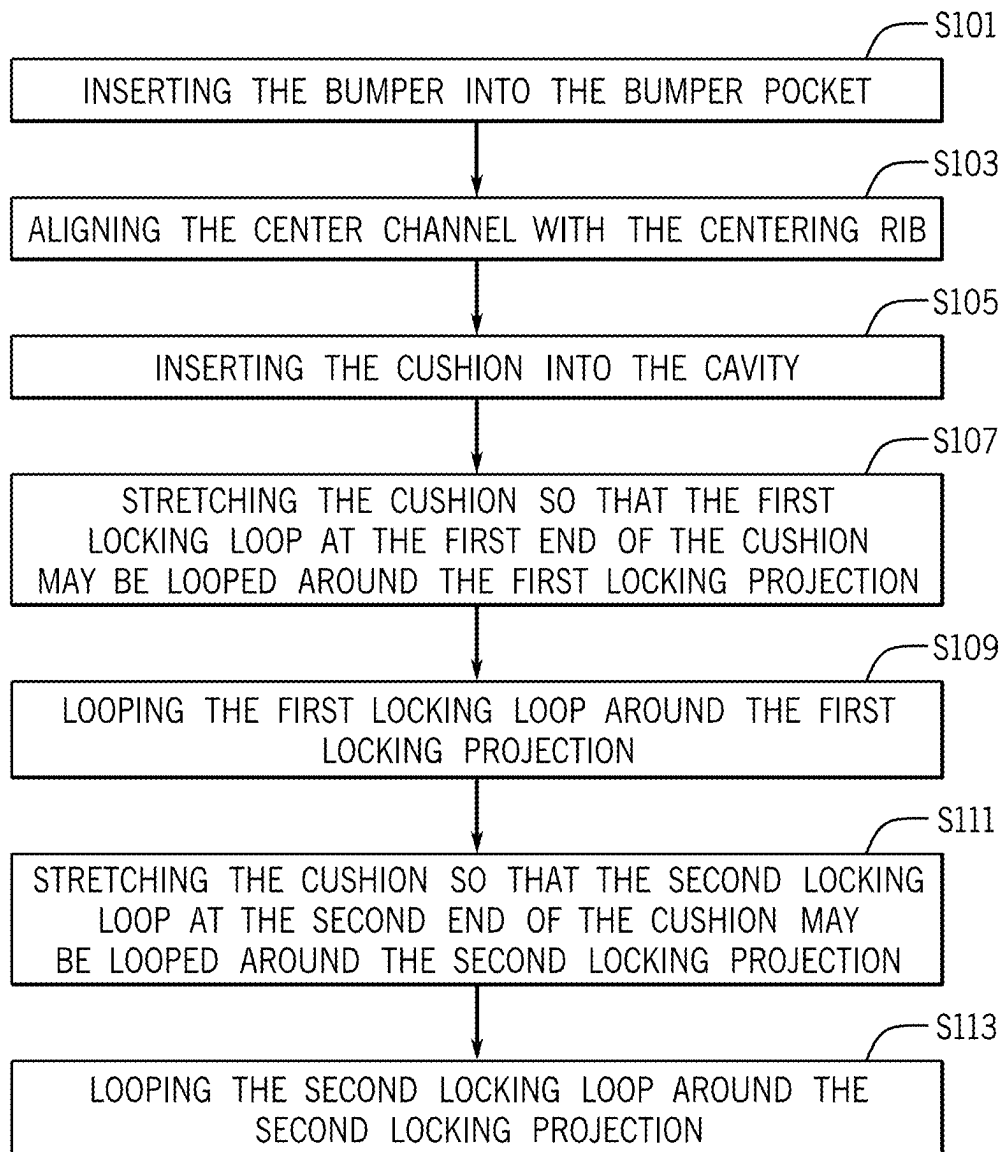 S101
INSERTING THE BUMPER INTO THE BUMPER POCKET
S103
ALIGNING THE CENTER CHANNEL WITH THE CENTERING RIB
S105
INSERTING THE CUSHION INTO THE CAVITY
S107
STRETCHING THE CUSHION SO THAT THE FIRST
LOCKING LOOP AT THE FIRST END OF THE CUSHION
MAY BE LOOPED AROUND THE FIRST LOCKING PROJECTION
S109
LOOPING THE FIRST LOCKING LOOP AROUND THE FIRST
LOCKING PROJECTION
S111
STRETCHING THE CUSHION SO THAT THE SECOND LOCKING
LOOP AT THE SECOND END OF THE CUSHION MAY
BE LOOPED AROUND THE SECOND LOCKING PROJECTION
S113
LOOPING THE SECOND LOCKING LOOP AROUND THE
SECOND LOCKING PROJECTION